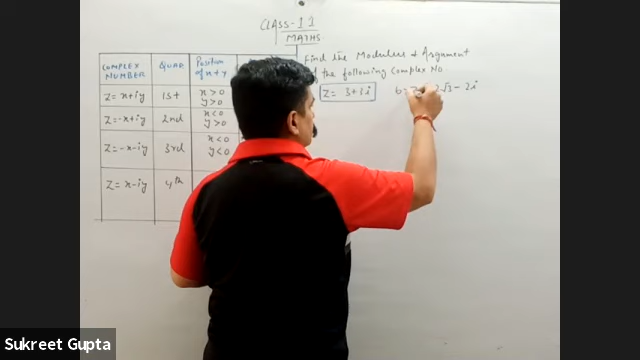 CLASS-11
MATHS
COMPLEX NUMBER
QUAD
Position of x+y
Z=x+iy
1st
x>0
y>0
Z=-x+iy
2nd
x<0
y>0
Z=-x-iy
3rd
x<0
y<0
Z=x-iy
4th
Find the Modulus & Argument
of the following Complex No
Z= 3+3i
2√3-2i
Sukreet Gupta